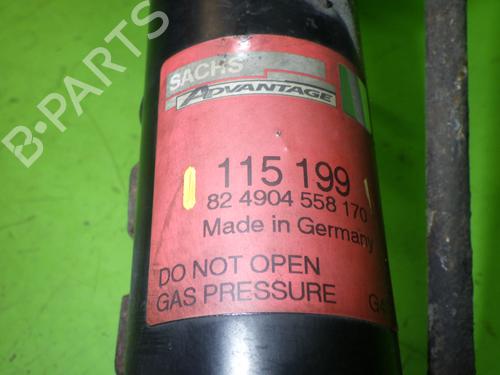 B-PARTS
SACHS
ADVANTAGE
115 199
82 4904 558 170
Made in Germany
DO NOT OPEN
GAS PRESSURE